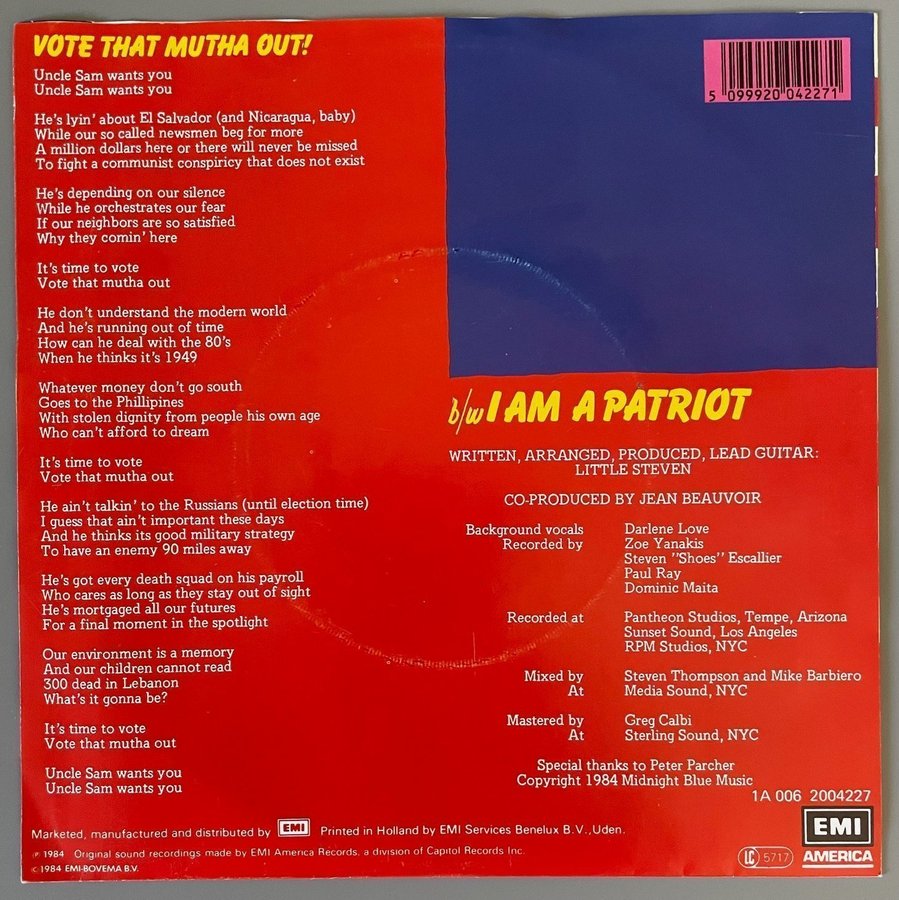 VOTE THAT MUTHA OUT!
Uncle Sam wants you
Uncle Sam wants you
He's lyin' about El Salvador (and Nicaragua, baby)
While our so called newsmen beg for more
A million dollars here or there will never be missed
To fight a communist conspiricy that does not exist
He's depending on our silence
While he orchestrates our fear
If our neighbors are so satisfied
Why they comin' here
It's time to vote
Vote that mutha out
He don't understand the modern world
And he's running out of time
How can he deal with the 80's
When he thinks it's 1949
Whatever money don't go south
Goes to the Phillipines
With stolen dignity from people his own age
Who can't afford to dream
It's time to vote
Vote that mutha out
He ain't talkin' to the Russians (until election time)
I guess that ain't important these days
And he thinks its good military strategy
To have an enemy 90 miles away
He's got every death squad on his payroll
Who cares as long as they stay out of sight
He's mortgaged all our futures
For a final moment in the spotlight
Our environment is a memory
And our children cannot read
300 dead in Lebanon
What's it gonna be?
It's time to vote
Vote that mutha out
Uncle Sam wants you
Uncle Sam wants you
5 099920 042271
b/w I AM A PATRIOT
WRITTEN, ARRANGED, PRODUCED, LEAD GUITAR:
LITTLE STEVEN
CO-PRODUCED BY JEAN BEAUVOIR
Background vocals Darlene Love
Recorded by Zoe Yanakis
Steven "Shoes" Escallier
Paul Ray
Dominic Maita
Recorded at Pantheon Studios, Tempe, Arizona
Sunset Sound, Los Angeles
RPM Studios, NYC
Mixed by Steven Thompson and Mike Barbiero
At Media Sound, NYC
Mastered by Greg Calbi
At Sterling Sound, NYC
Special thanks to Peter Parcher
Copyright 1984 Midnight Blue Music
1A 006 2004227
EMI
AMERICA
LC 5717
Marketed, manufactured and distributed by EMI Printed in Holland by EMI Services Benelux B.V., Uden.
℗ 1984 Original sound recordings made by EMI America Records, a division of Capitol Records Inc.
© 1984 EMI-BOVEMA B.V.